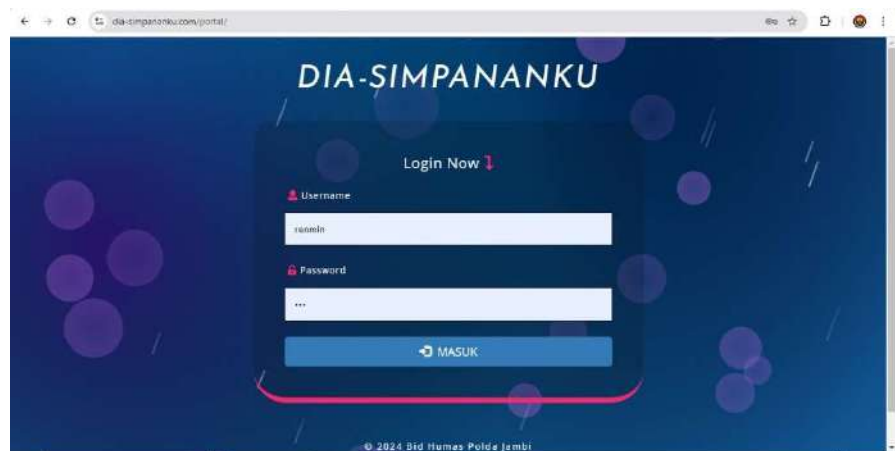 dia-simpananku.com/portal/
DIA-SIMPANANKU
Login Now
Username
ranmin
Password
•••
MASUK
© 2024 Bid Humas Polda Jambi